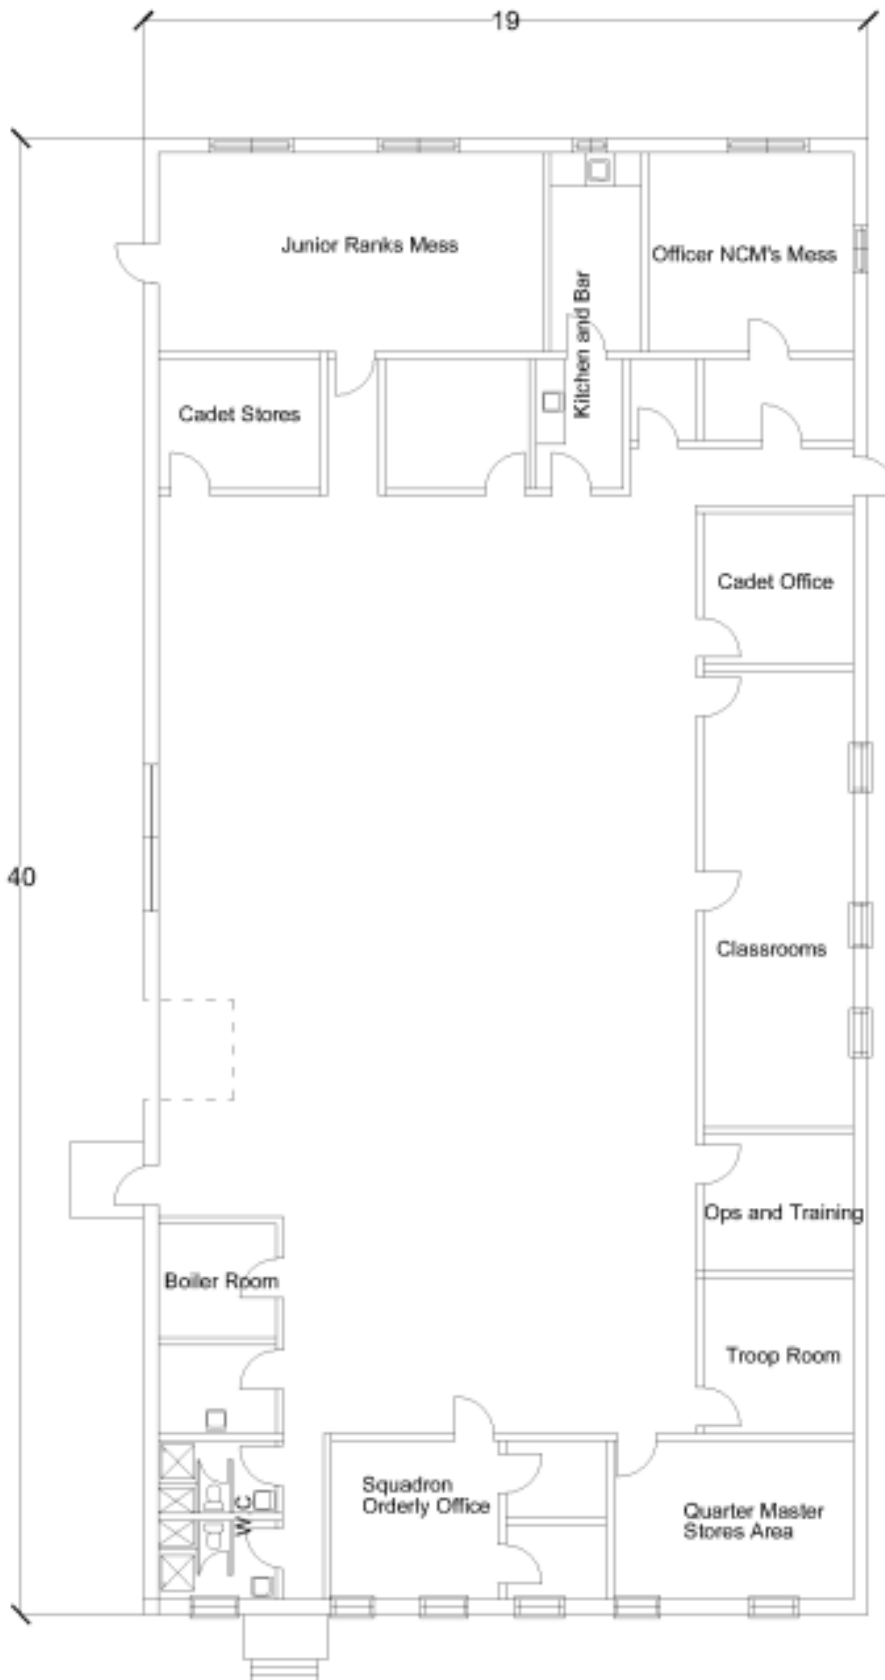 19
Junior Ranks Mess
Officer NCM's Mess
Kitchen and Bar
Cadet Stores
Cadet Office
40
Classrooms
Ops and Training
Boiler Room
Troop Room
Squadron
Orderly Office
W C
Quarter Master
Stores Area